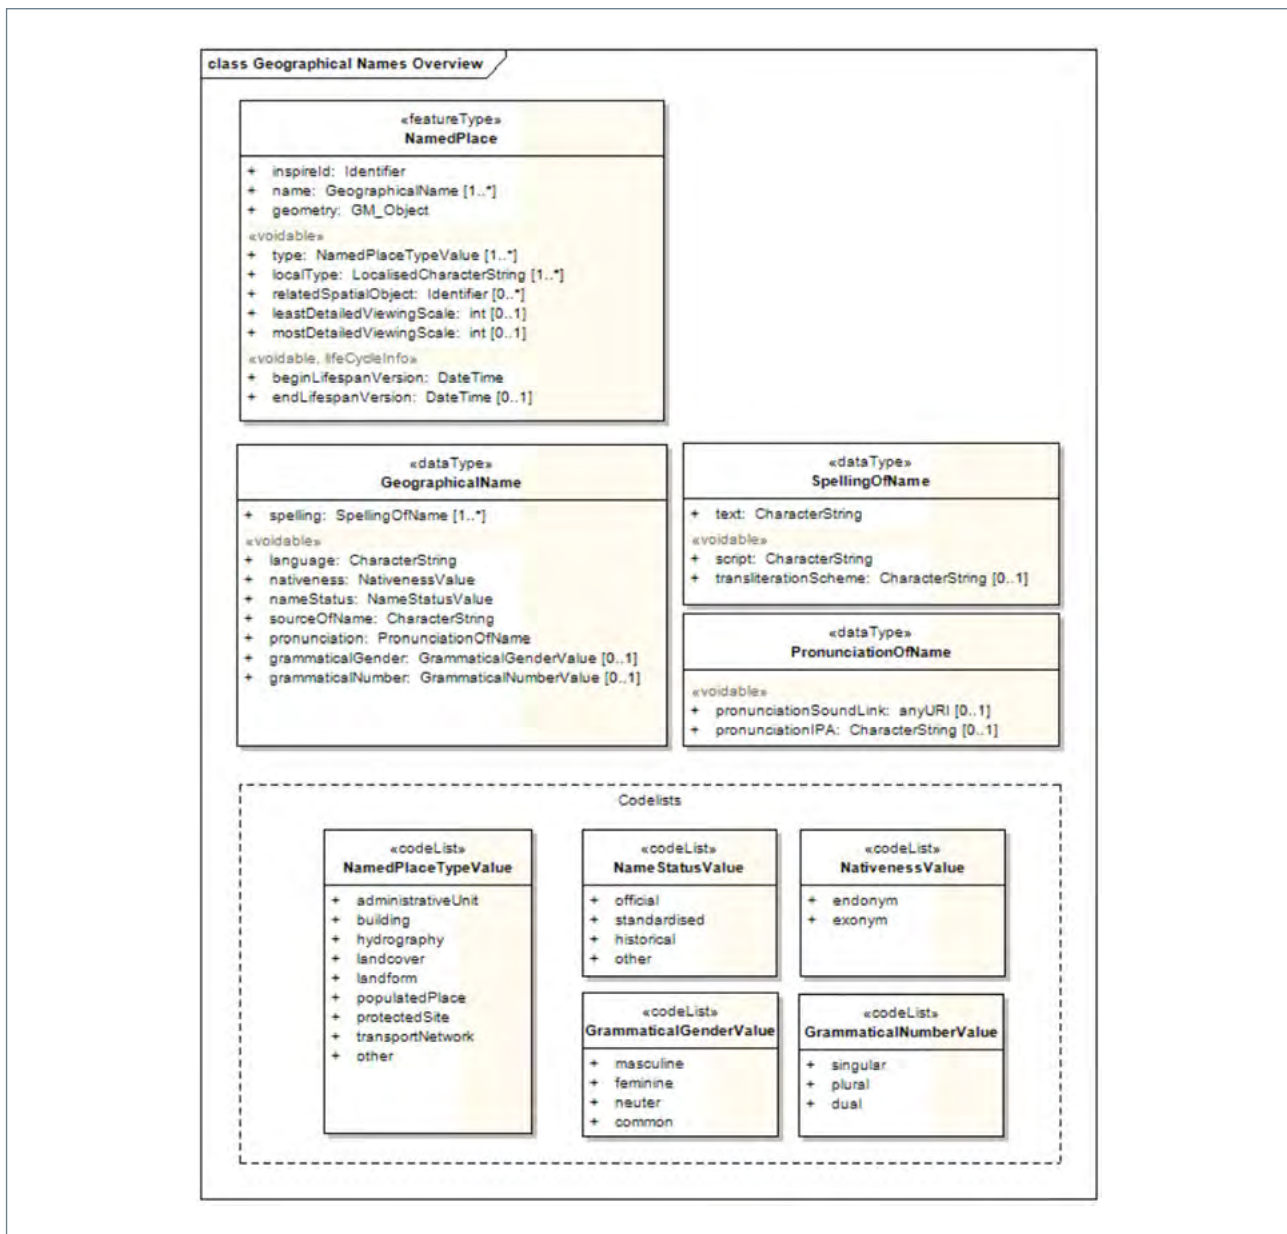 class Geographical Names Overview
«featureType»
NamedPlace
+ inspireId: Identifier
+ name: GeographicalName [1..*]
+ geometry: GM_Object
«voidable»
+ type: NamedPlaceTypeValue [1..*]
+ localType: LocalisedCharacterString [1..*]
+ relatedSpatialObject: Identifier [0..*]
+ leastDetailedViewingScale: int [0..1]
+ mostDetailedViewingScale: int [0..1]
«voidable, lifeCycleInfo»
+ beginLifespanVersion: DateTime
+ endLifespanVersion: DateTime [0..1]
«dataType»
GeographicalName
+ spelling: SpellingOfName [1..*]
«voidable»
+ language: CharacterString
+ nativeness: NativenessValue
+ nameStatus: NameStatusValue
+ sourceOfName: CharacterString
+ pronunciation: PronunciationOfName
+ grammaticalGender: GrammaticalGenderValue [0..1]
+ grammaticalNumber: GrammaticalNumberValue [0..1]
«dataType»
SpellingOfName
+ text: CharacterString
«voidable»
+ script: CharacterString
+ transliterationScheme: CharacterString [0..1]
«dataType»
PronunciationOfName
«voidable»
+ pronunciationSoundLink: anyURI [0..1]
+ pronunciationIPA: CharacterString [0..1]
Codelists
«codeList»
NamedPlaceTypeValue
+ administrativeUnit
+ building
+ hydrography
+ landcover
+ landform
+ populatedPlace
+ protectedSite
+ transportNetwork
+ other
«codeList»
NameStatusValue
+ official
+ standardised
+ historical
+ other
«codeList»
NativenessValue
+ endonym
+ exonym
«codeList»
GrammaticalGenderValue
+ masculine
+ feminine
+ neuter
+ common
«codeList»
GrammaticalNumberValue
+ singular
+ plural
+ dual